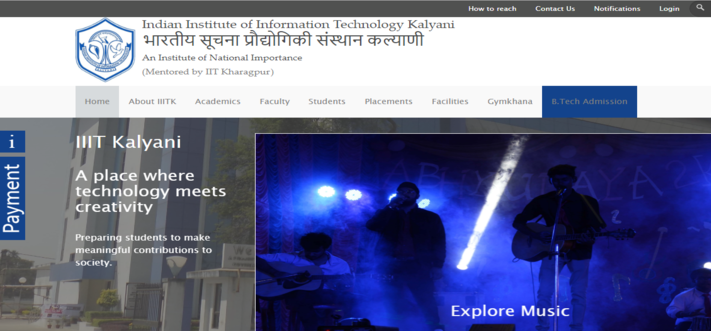 How to reach Contact Us Notifications Login
Indian Institute of Information Technology Kalyani
भारतीय सूचना प्रौद्योगिकी संस्थान कल्याणी
An Institute of National Importance
(Mentored by IIT Kharagpur)
Home About IIITK Academics Faculty Students Placements Facilities Gymkhana B.Tech Admission
i
Payment
IIIT Kalyani
A place where
technology meets
creativity
Preparing students to make
meaningful contributions to
society.
Explore Music